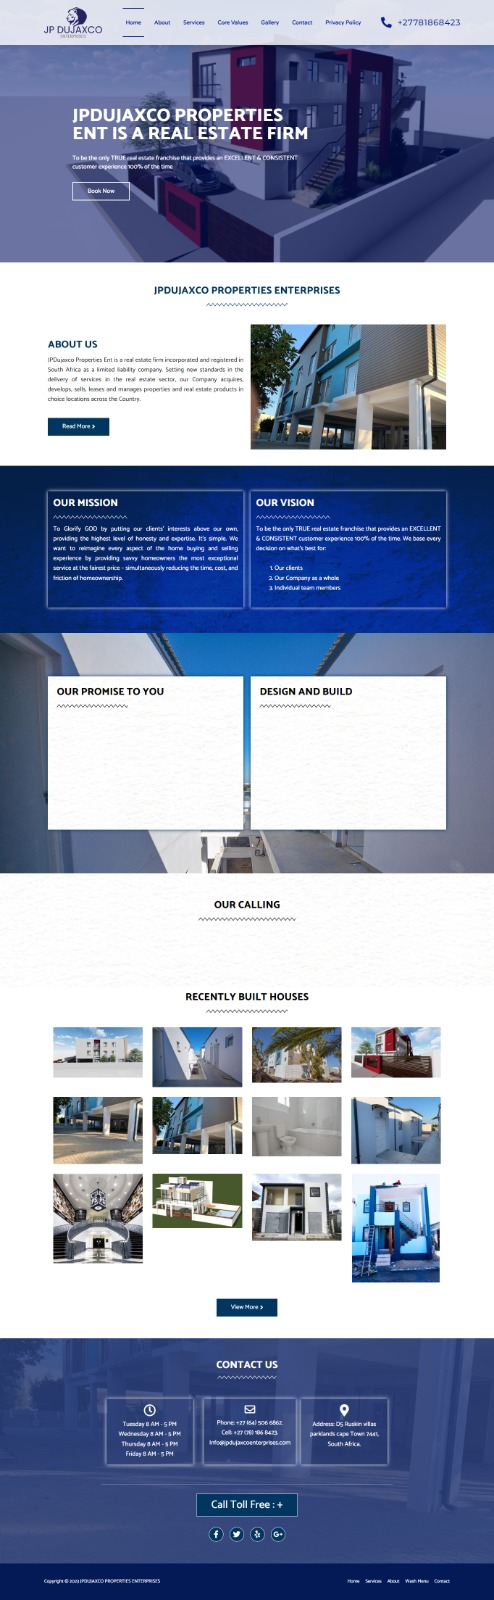 JP DUJAXCO
ENTERPRISES
Home About Services Core Values Gallery Contact Privacy Policy +27781868423
JPDUJAXCO PROPERTIES
ENT IS A REAL ESTATE FIRM
To be the only TRUE real estate franchise that provides an EXCELLENT & CONSISTENT
customer experience 100% of the time
Book Now
JPDUJAXCO PROPERTIES ENTERPRISES
ABOUT US
JPDujaxco Properties Ent is a real estate firm incorporated and registered in
South Africa as a limited liability company. Setting new standards in the
delivery of services in the real estate sector, our Company acquires,
develops, sells, leases and manages properties and real estate products in
choice locations across the Country.
Read More >
OUR MISSION
To Glorify GOD by putting our clients' interests above our own,
providing the highest level of honesty and expertise. It's simple. We
want to reimagine every aspect of the home buying and selling
experience by providing savvy homeowners the most exceptional
service at the fairest price – simultaneously reducing the time, cost, and
friction of homeownership.
OUR VISION
To be the only TRUE real estate franchise that provides an EXCELLENT
& CONSISTENT customer experience 100% of the time. We base every
decision on what's best for:
1. Our clients
2. Our Company as a whole
3. Individual team members
OUR PROMISE TO YOU
DESIGN AND BUILD
OUR CALLING
RECENTLY BUILT HOUSES
View More >
CONTACT US
Tuesday 8 AM - 5 PM
Wednesday 8 AM - 5 PM
Thursday 8 AM - 5 PM
Friday 8 AM - 5 PM
Phone: +27 (64) 506 6862.
Cell: +27 (78) 186 8423.
Info@jpdujaxcoenterprises.com
Address: D5 Ruskin villas
parklands cape Town 7441,
South Africa.
Call Toll Free : +
Copyright © 2023 JPDUJAXCO PROPERTIES ENTERPRISES
Home Services About Wash Menu Contact